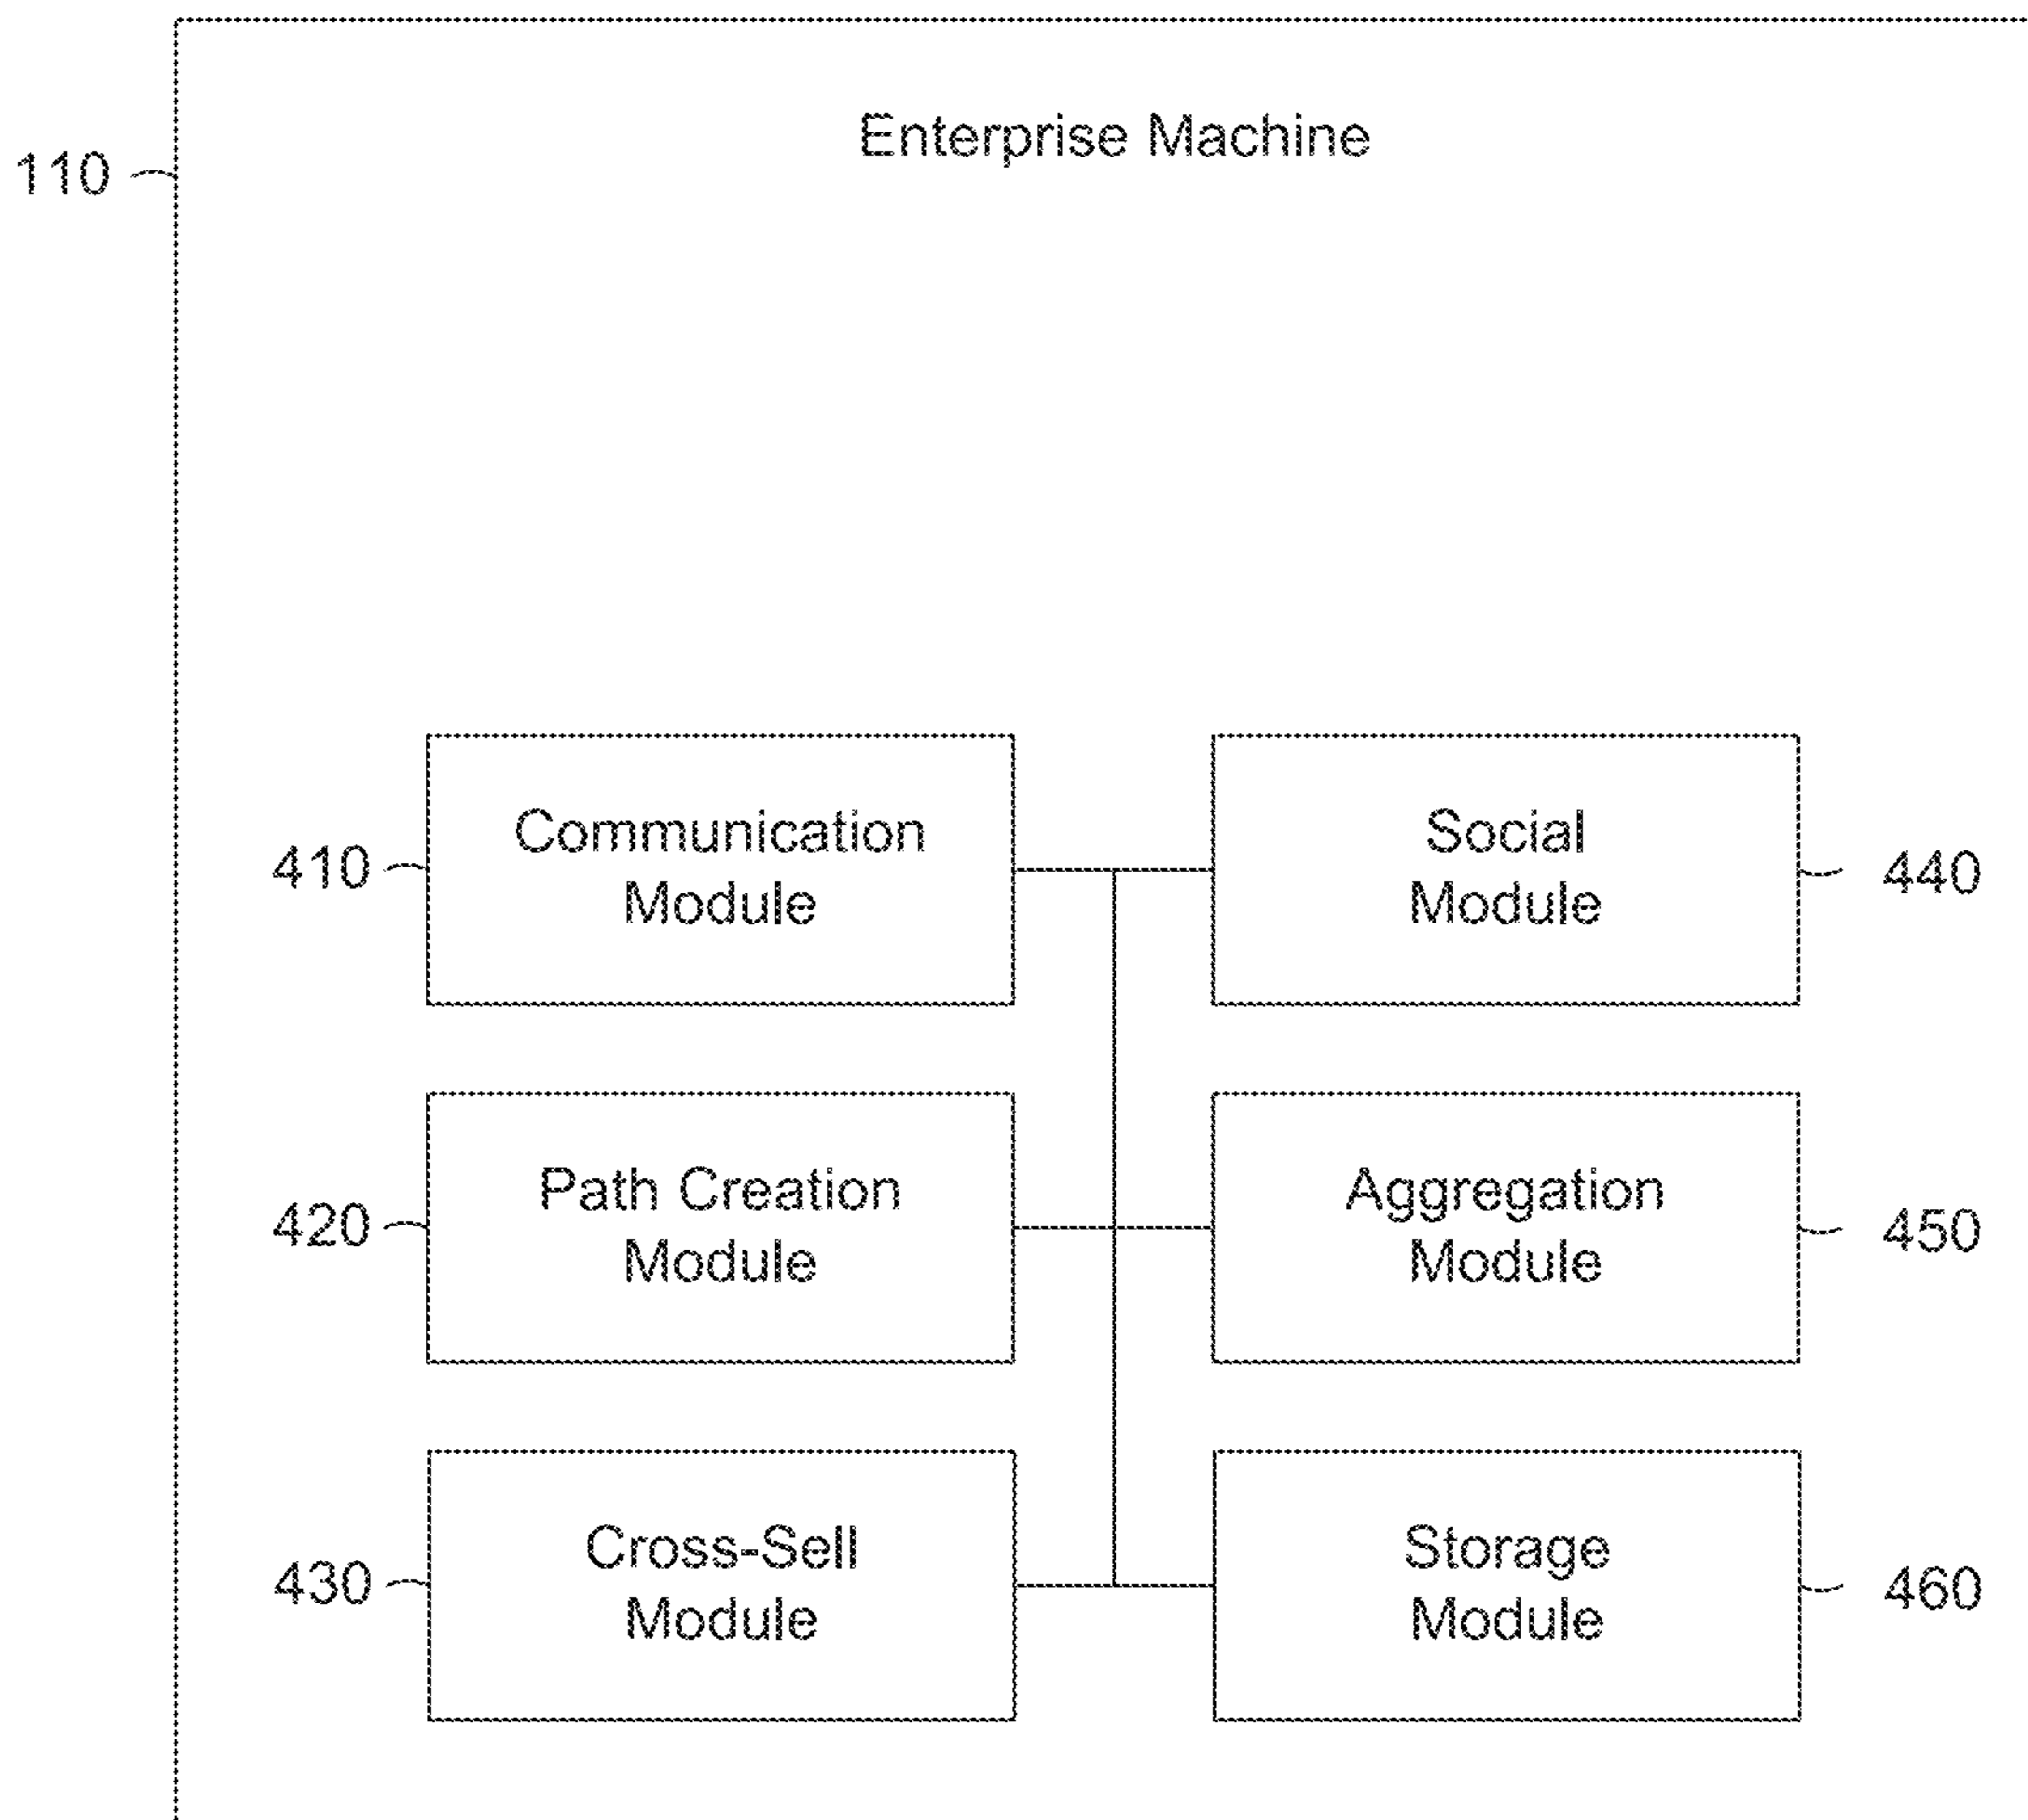 Enterprise Machine
110
Communication
Module
410
Social
Module
440
Path Creation
Module
420
Aggregation
Module
450
Cross-Sell
Module
430
Storage
Module
460